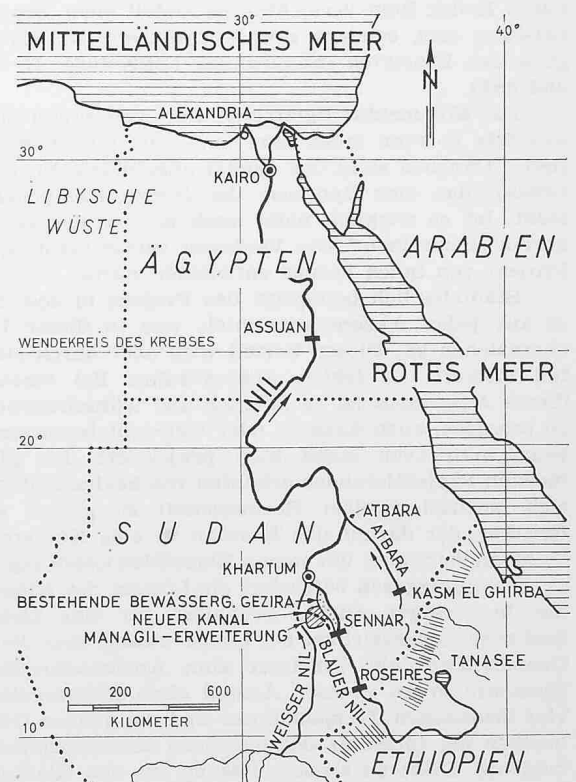 30°
40°
MITTELLÄNDISCHES MEER
N
ALEXANDRIA
30°
KAIRO
LIBYSCHE
WÜSTE
ÄGYPTEN
ARABIEN
ASSUAN
WENDEKREIS DES KREBSES
ROTES MEER
NIL
20°
ATBARA
SUDAN
ATBARA
KHARTUM
KASM EL GHIRBA
BESTEHENDE BEWÄSSERG. GEZIRA
NEUER KANAL
MANAGIL-ERWEITERUNG
SENNAR
TANASEE
ROSEIRES
BLAUER NIL
WEISSER NIL
0 200 600
KILOMETER
10°
ETHIOPIEN